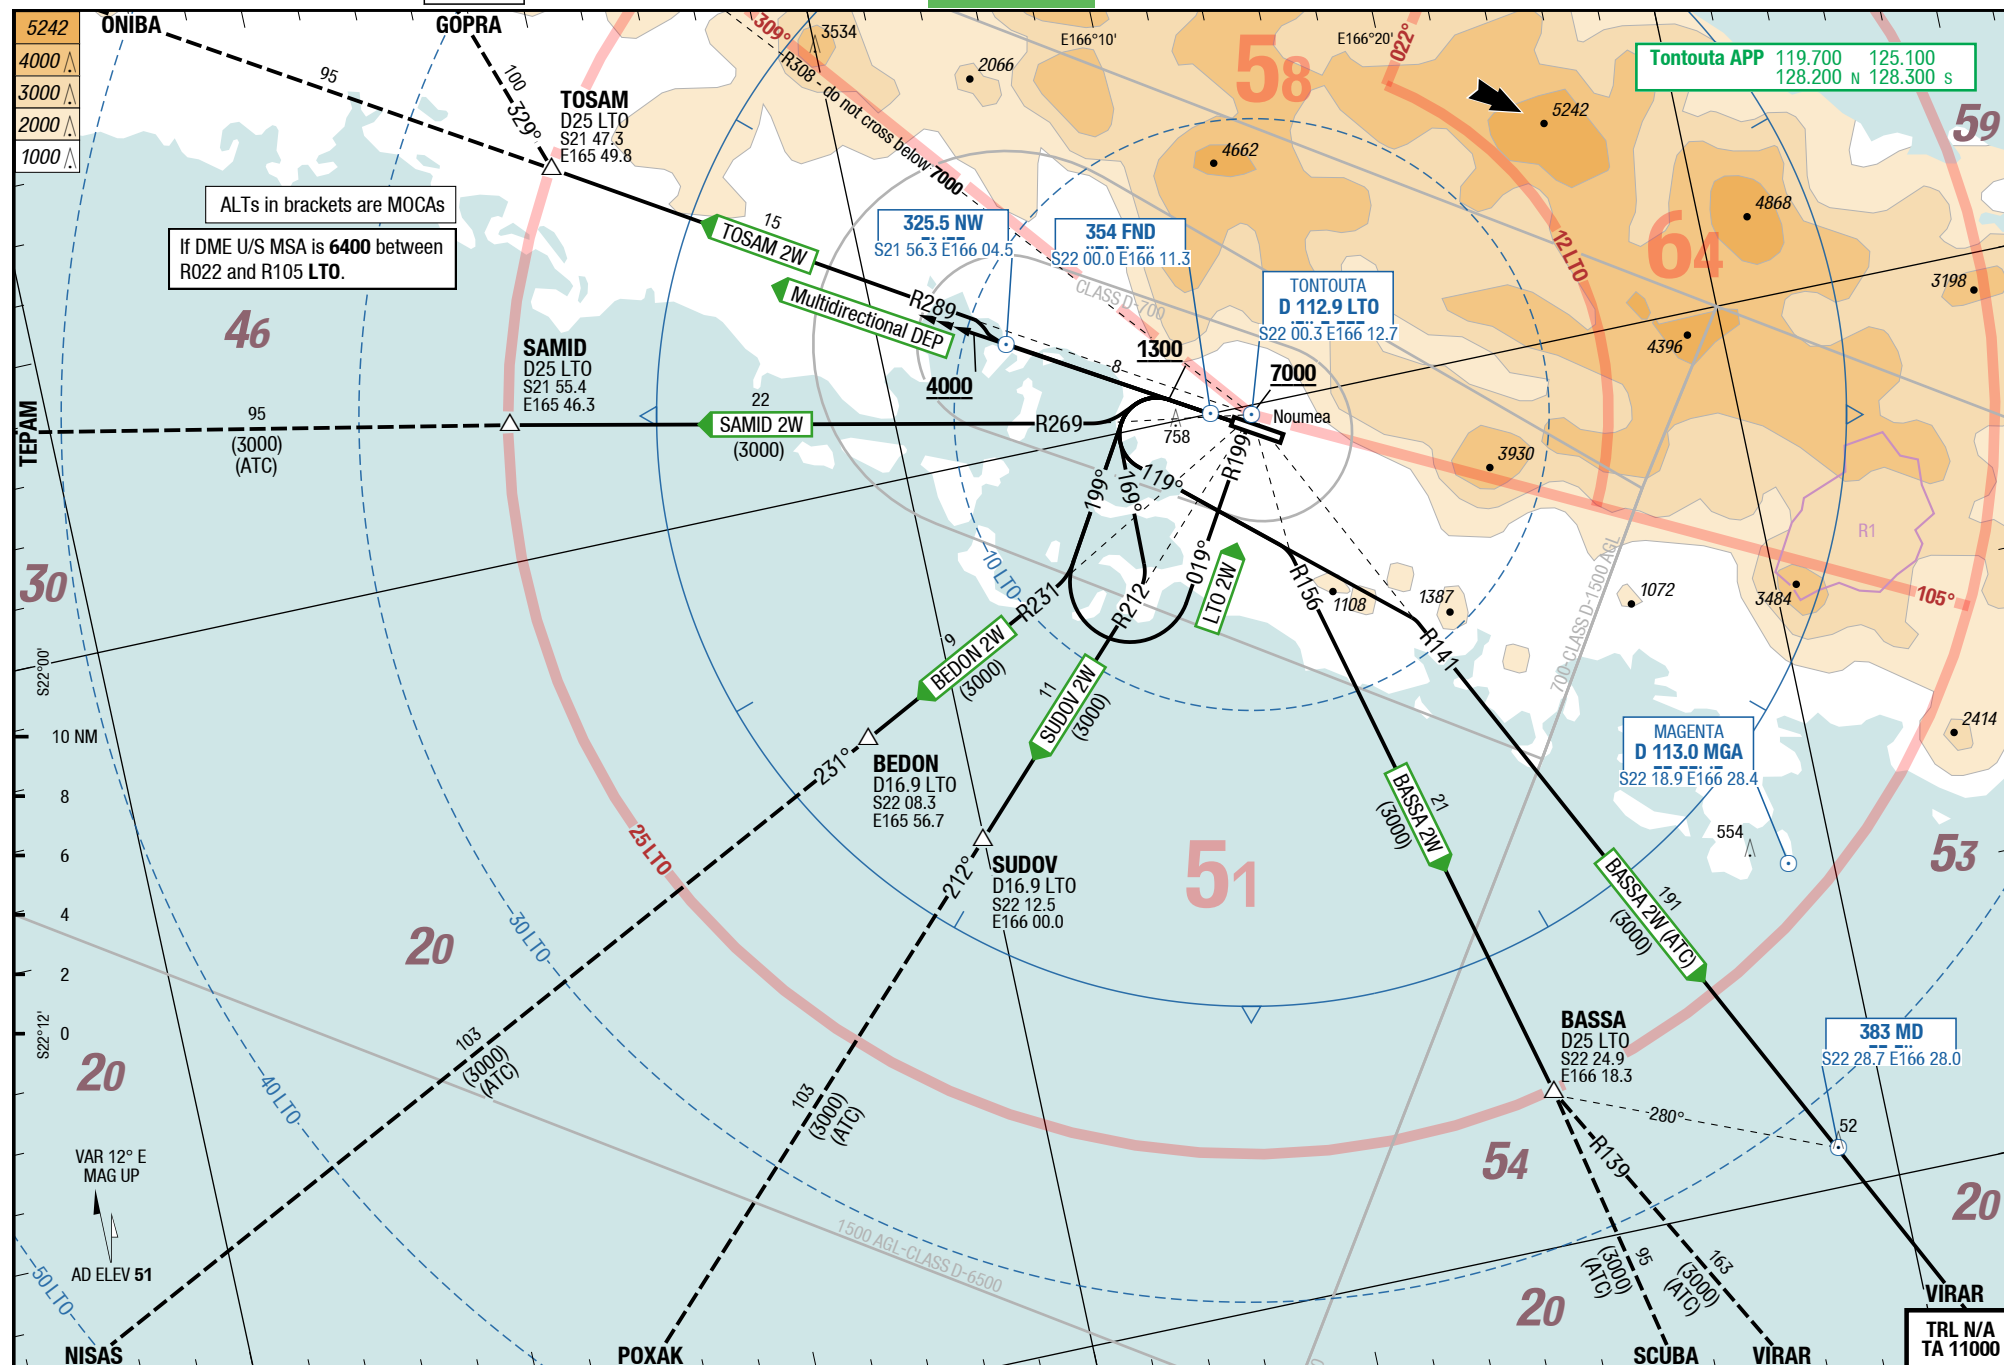 5242
4000
3000
2000
1000
ONIBA
GOPRA
95
100
329°
TOSAM
D25 LTO
S21 47.3
E165 49.8
309°
R308 - do not cross below 7000
3534
2066
E166°10'
E166°20'
58
022°
Tontouta APP 119.700 125.100
128.200 N 128.300 S
5242
59
4662
4868
64
12 LTO
3198
4396
ALTs in brackets are MOCAs
If DME U/S MSA is 6400 between
R022 and R105 LTO.
15
TOSAM 2W
Multidirectional DEP
R289
325.5 NW
S21 56.3 E166 04.5
354 FND
S22 00.0 E166 11.3
CLASS D-700
TONTOUTA
D 112.9 LTO
S22 00.3 E166 12.7
46
SAMID
D25 LTO
S21 55.4
E165 46.3
4000
1300
8
7000
Noumea
758
TEPAM
95
(3000)
(ATC)
22
SAMID 2W
(3000)
R269
R199
119°
199°
169°
019°
LTO 2W
10 LTO
3930
R1
700-CLASS D-1500 AGL
105°
3484
1072
1387
1108
R156
R141
R231
R212
30
9
BEDON 2W
(3000)
11
SUDOV 2W
(3000)
S22°00'
10 NM
8
6
4
2
0
S22°12'
231°
BEDON
D16.9 LTO
S22 08.3
E165 56.7
25 LTO
212°
SUDOV
D16.9 LTO
S22 12.5
E166 00.0
51
21
BASSA 2W
(3000)
MAGENTA
D 113.0 MGA
S22 18.9 E166 28.4
2414
554
53
191
BASSA 2W (ATC)
(3000)
20
30 LTO
20
103
(3000)
(ATC)
40 LTO
103
(3000)
(ATC)
BASSA
D25 LTO
S22 24.9
E166 18.3
383 MD
S22 28.7 E166 28.0
280°
52
54
R139
20
VAR 12° E
MAG UP
AD ELEV 51
50 LTO
1500 AGL-CLASS D-6500
95
(3000)
(ATC)
163
(3000)
(ATC)
20
VIRAR
TRL N/A
TA 11000
NISAS
POXAK
SCUBA
VIRAR